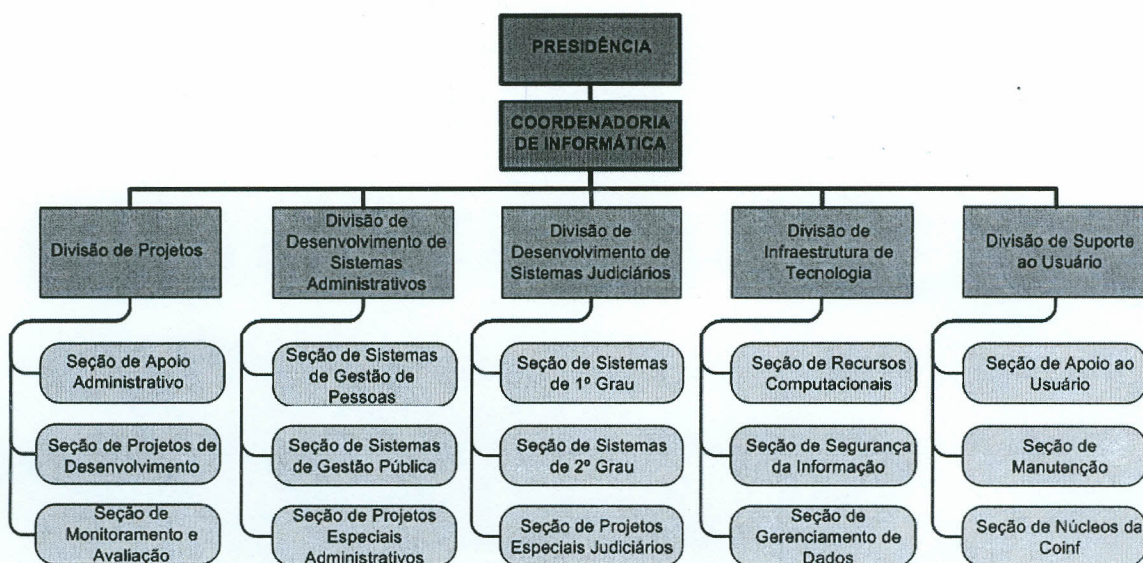 PRESIDÊNCIA
COORDENADORIA
DE INFORMÁTICA
Divisão de Projetos
Divisão de
Desenvolvimento de
Sistemas
Administrativos
Divisão de
Desenvolvimento de
Sistemas Judiciários
Divisão de
Infraestrutura de
Tecnologia
Divisão de Suporte
ao Usuário
Seção de Apoio
Administrativo
Seção de Sistemas
de Gestão de
Pessoas
Seção de Sistemas
de 1º Grau
Seção de Recursos
Computacionais
Seção de Apoio ao
Usuário
Seção de Projetos de
Desenvolvimento
Seção de Sistemas
de Gestão Pública
Seção de Sistemas
de 2º Grau
Seção de Segurança
da Informação
Seção de
Manutenção
Seção de
Monitoramento e
Avaliação
Seção de Projetos
Especiais
Administrativos
Seção de Projetos
Especiais Judiciários
Seção de
Gerenciamento de
Dados
Seção de Núcleos da
Coinf